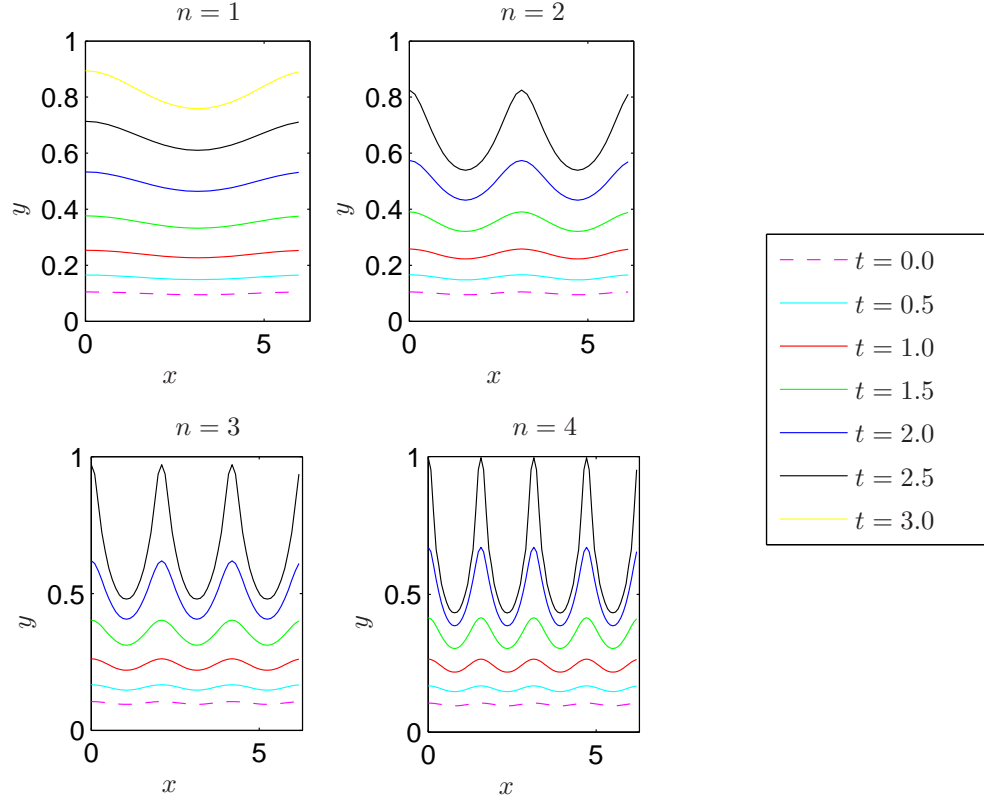 n = 1
1
0.8
0.6
0.4
0.2
0
y
0
5
x
n = 2
1
0.8
0.6
0.4
0.2
0
y
0
5
x
n = 3
1
0.5
0
y
0
5
x
n = 4
1
0.5
0
y
0
5
x
t = 0.0
t = 0.5
t = 1.0
t = 1.5
t = 2.0
t = 2.5
t = 3.0